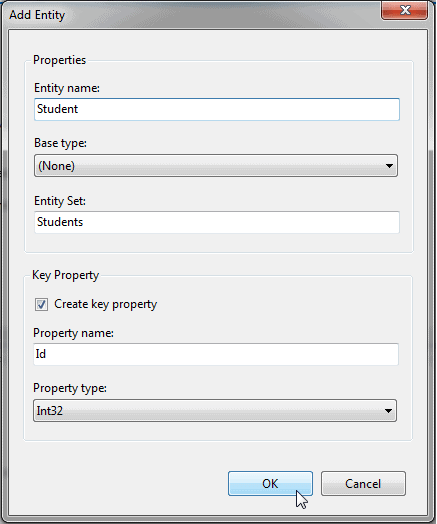 Add Entity
Properties
Entity name:
Student
Base type:
(None)
Entity Set:
Students
Key Property
Create key property
Property name:
Id
Property type:
Int32
OK Cancel